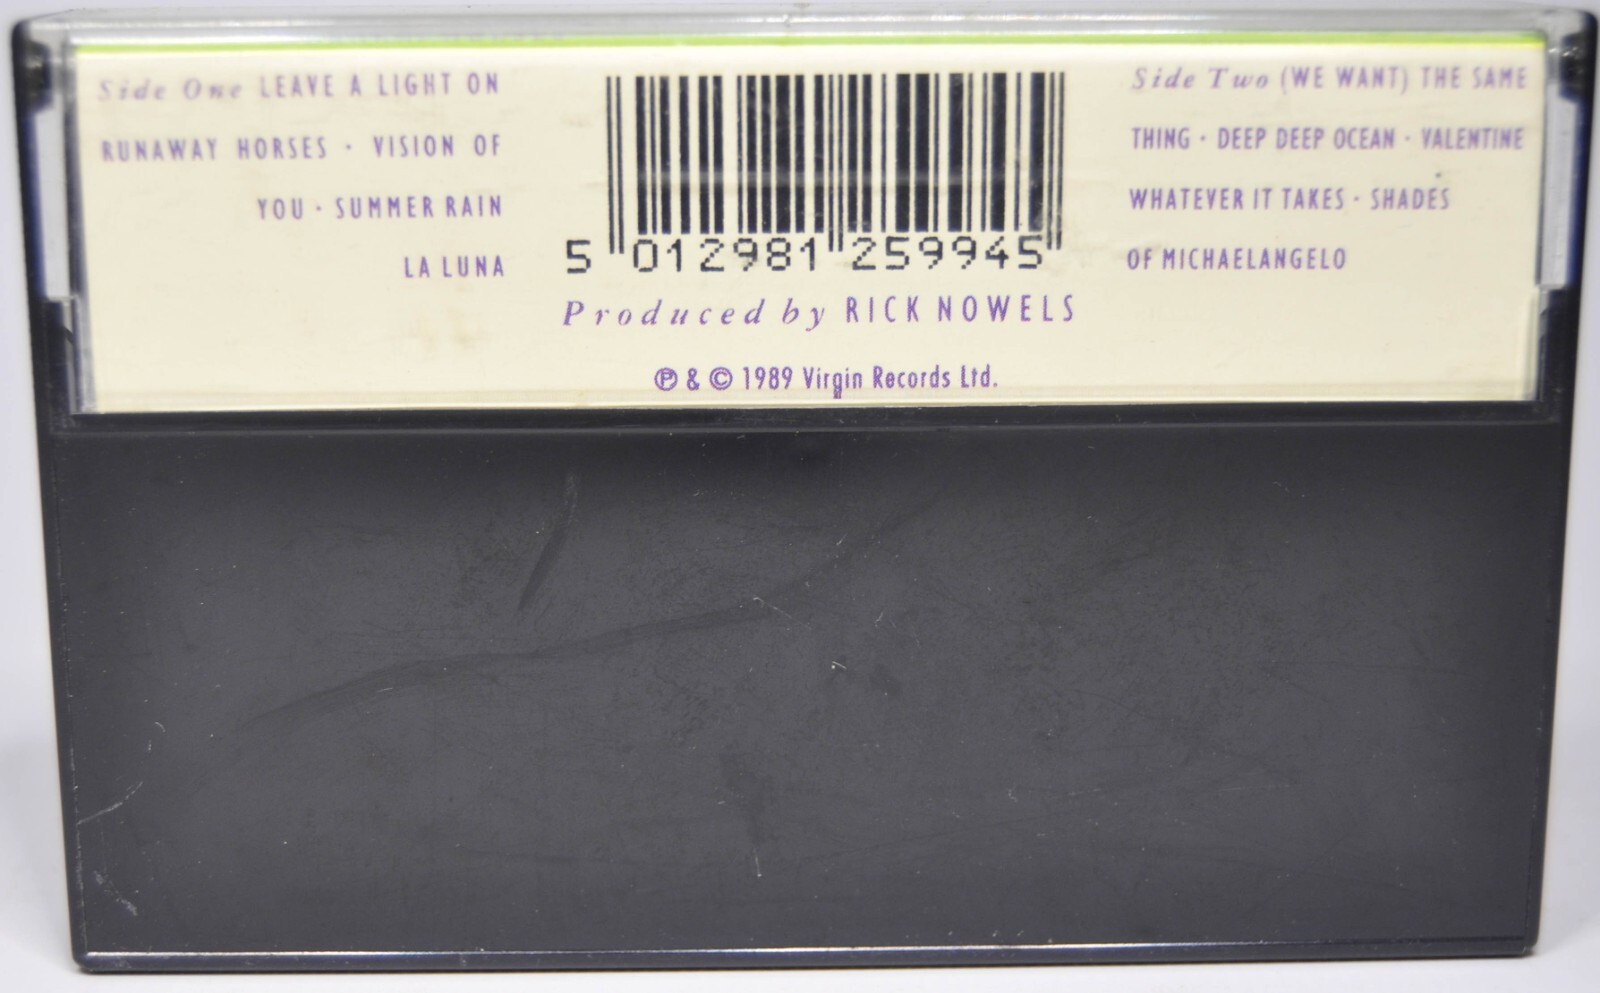 Side One LEAVE A LIGHT ON
RUNAWAY HORSES · VISION OF
YOU · SUMMER RAIN
LA LUNA
5 012981 259945
Produced by RICK NOWELS
℗ & © 1989 Virgin Records Ltd.
Side Two (WE WANT) THE SAME
THING · DEEP DEEP OCEAN · VALENTINE
WHATEVER IT TAKES · SHADES
OF MICHAELANGELO